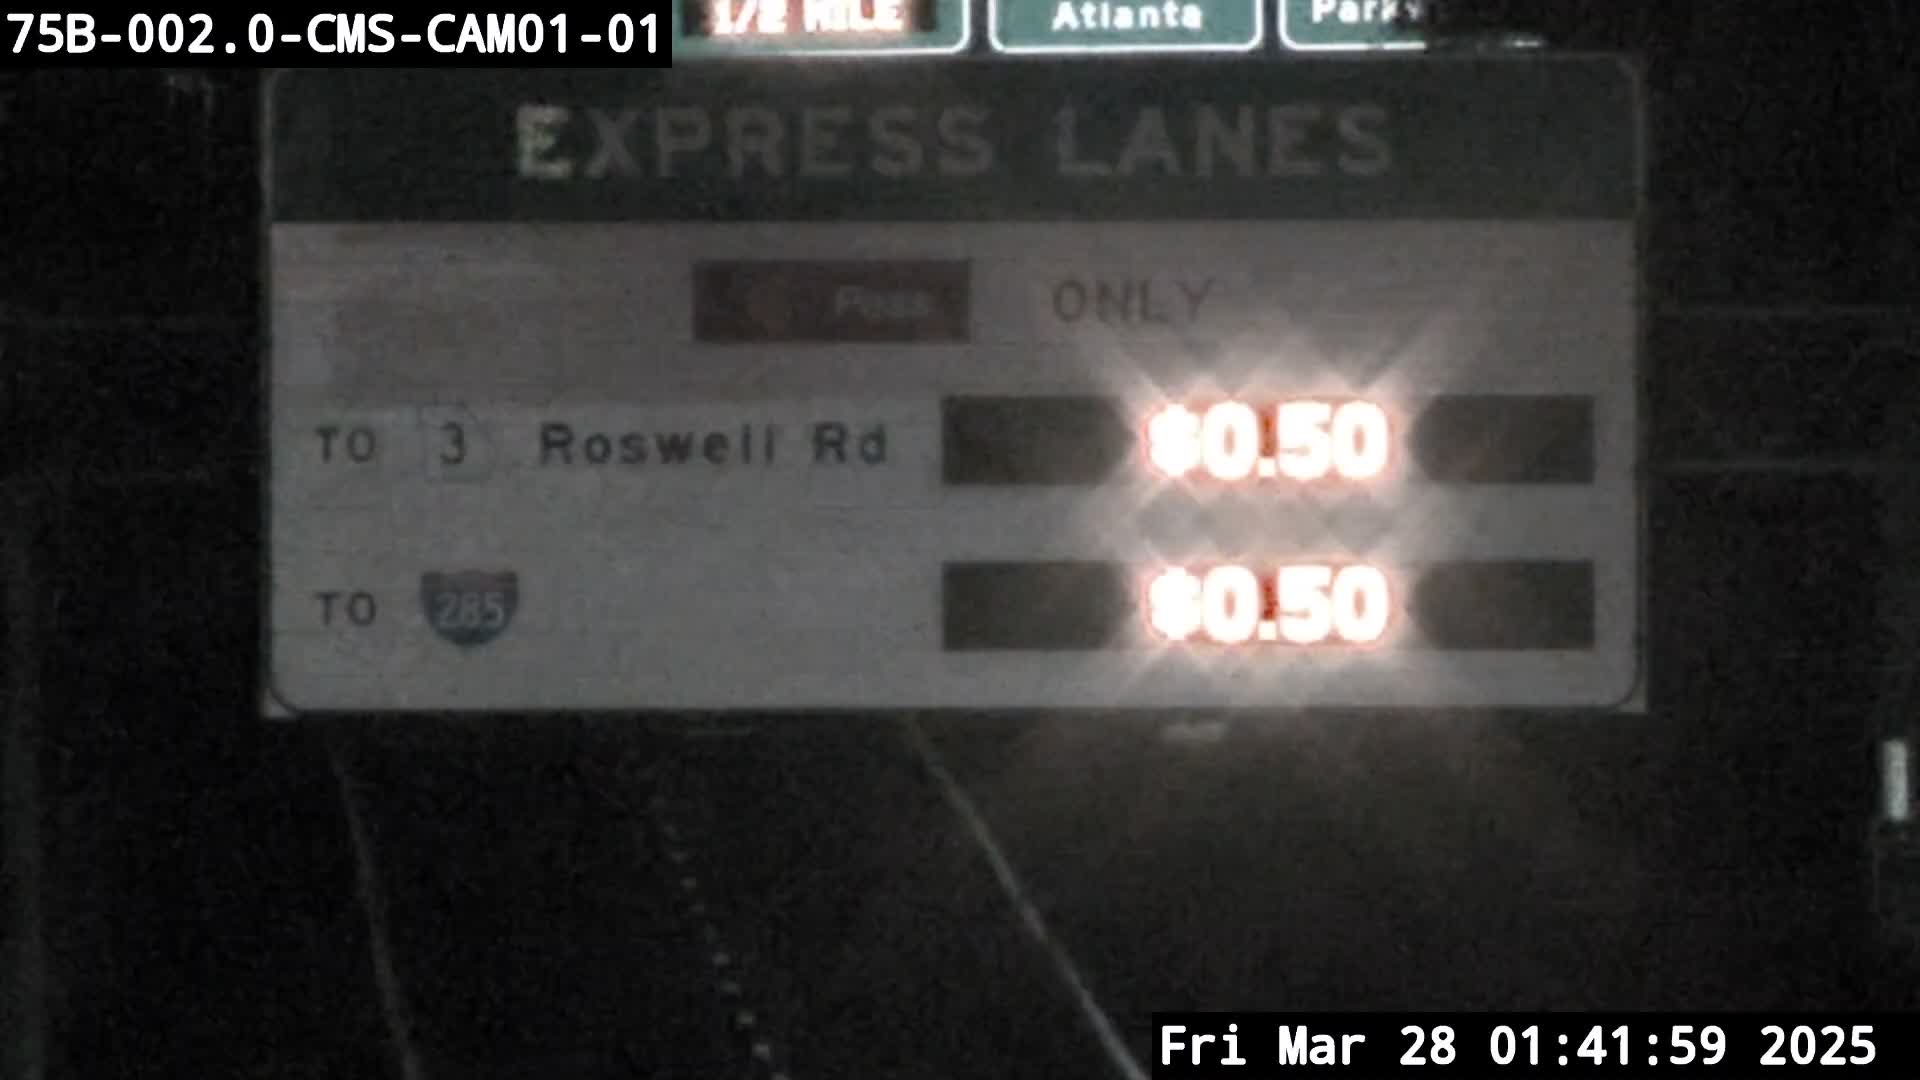 75B-002.0-CMS-CAM01-01
1/2 MILE
Atlanta
EXPRESS LANES
Pass ONLY
TO 3 Roswell Rd $0.50
TO 285 $0.50
Fri Mar 28 01:41:59 2025